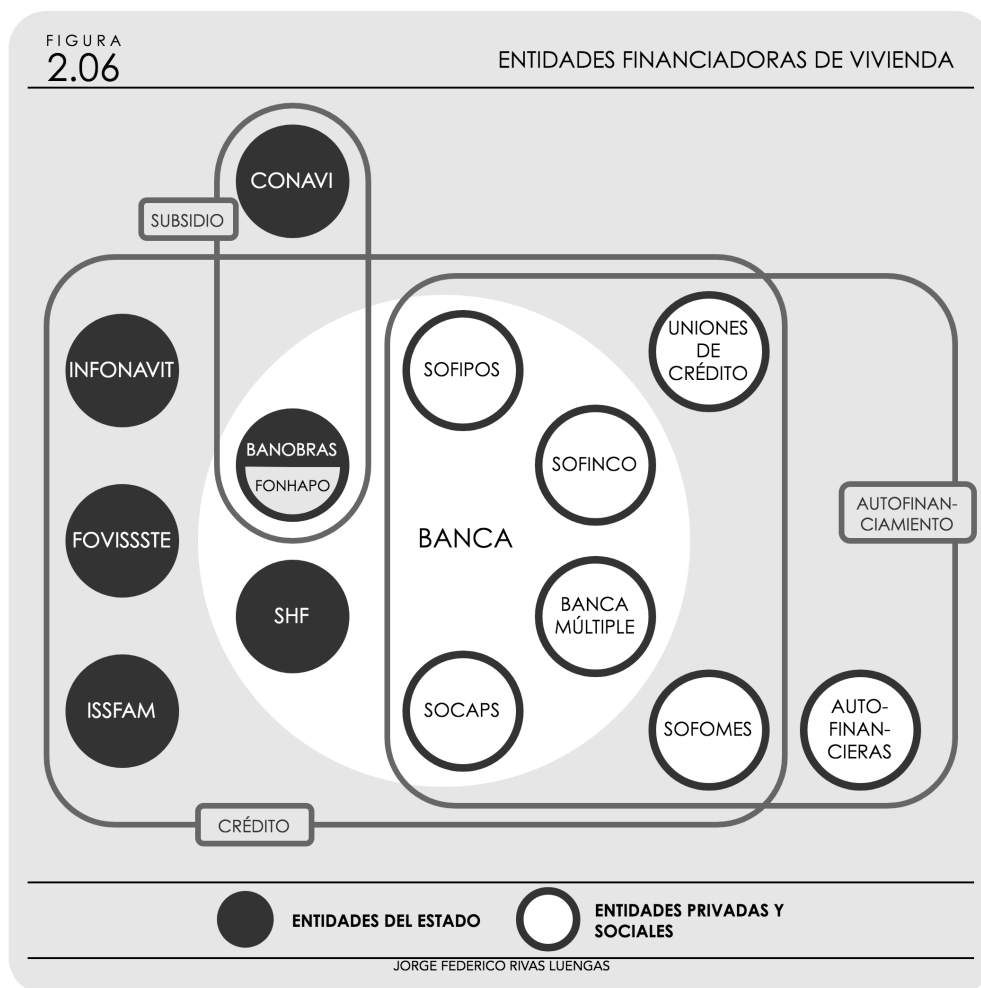 FIGURA
2.06
ENTIDADES FINANCIADORAS DE VIVIENDA
CONAVI
SUBSIDIO
INFONAVIT
SOFIPOS
UNIONES
DE
CRÉDITO
BANOBRAS
FONHAPO
SOFINCO
AUTOFINAN-
CIAMIENTO
FOVISSSTE
BANCA
SHF
BANCA
MÚLTIPLE
ISSFAM
SOCAPS
SOFOMES
AUTO-
FINAN-
CIERAS
CRÉDITO
ENTIDADES DEL ESTADO
ENTIDADES PRIVADAS Y
SOCIALES
JORGE FEDERICO RIVAS LUENGAS